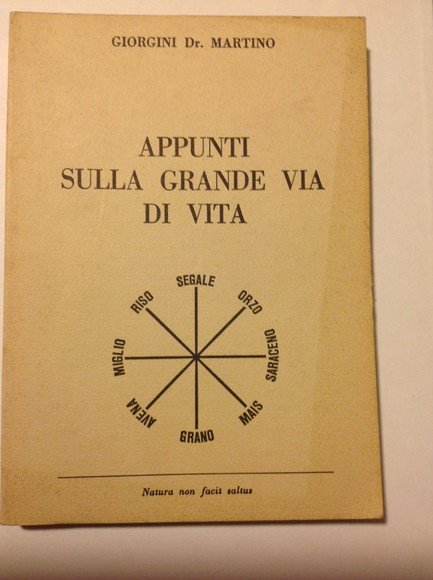 GIORGINI Dr. MARTINO
APPUNTI
SULLA GRANDE VIA
DI VITA
SEGALE
ORZO
SARACENO
MAIS
GRANO
AVENA
MIGLIO
RISO
Natura non facit saltus